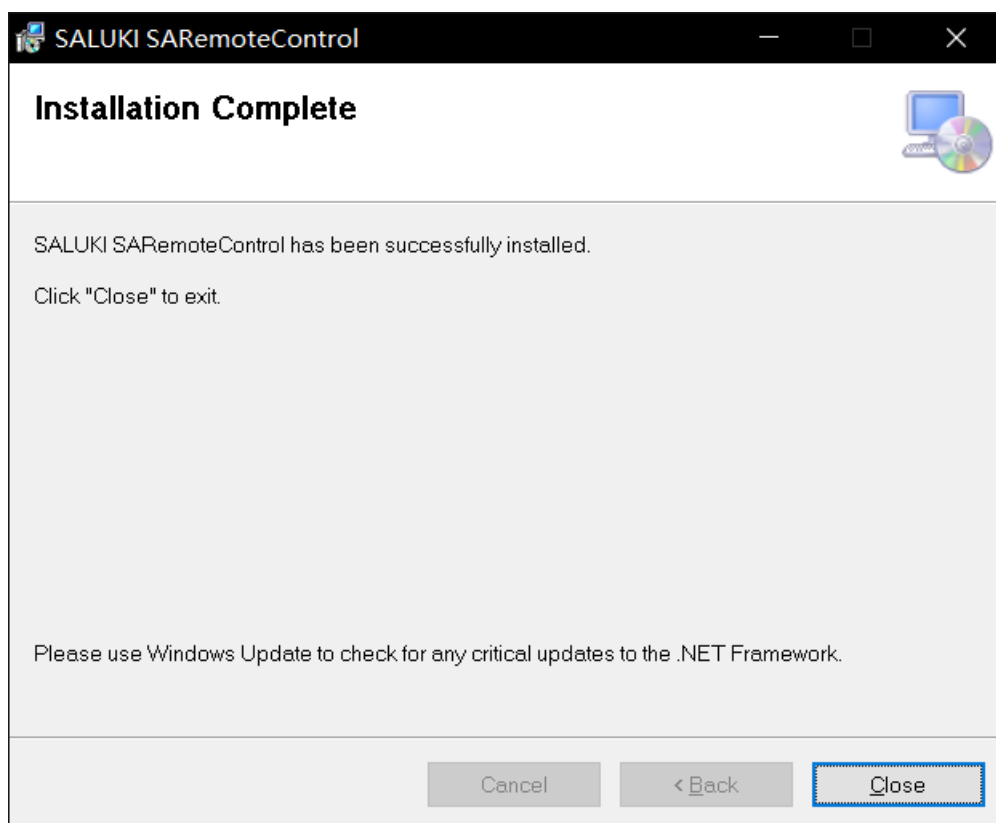 SALUKI SARemoteControl
Installation Complete
SALUKI SARemoteControl has been successfully installed.
Click "Close" to exit.
Please use Windows Update to check for any critical updates to the .NET Framework.
Cancel
< Back
Close